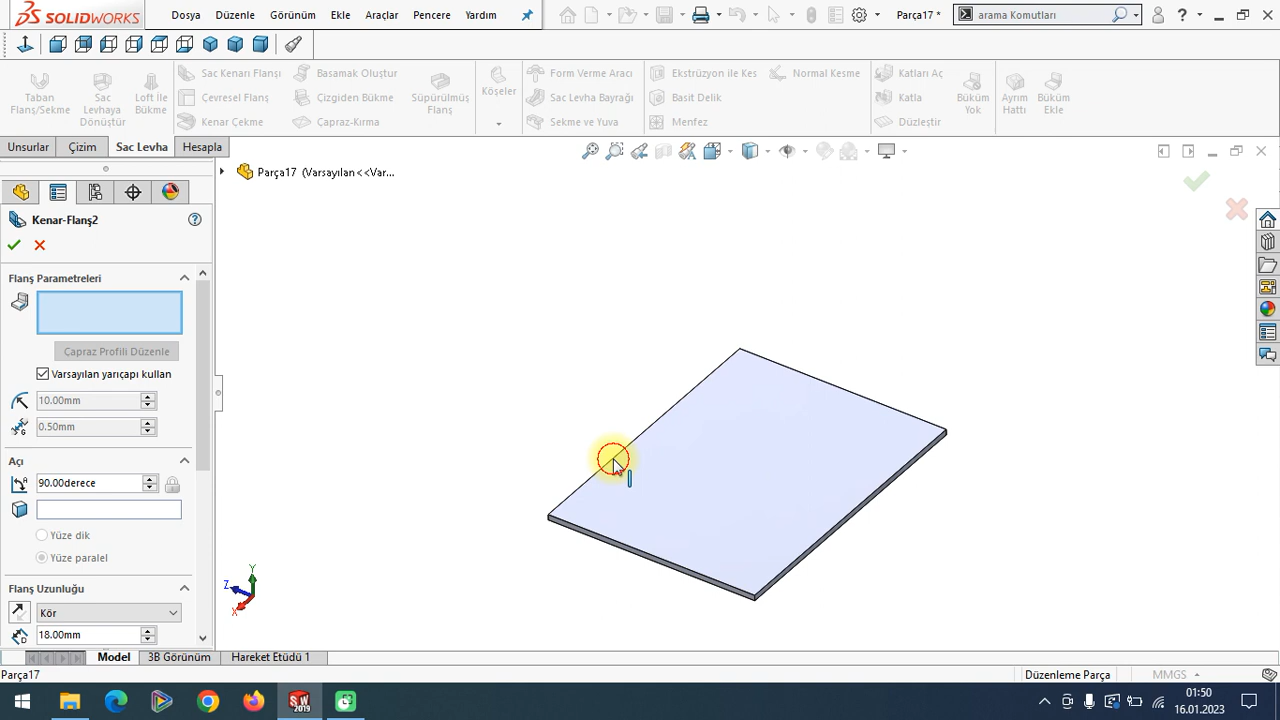 SOLIDWORKS Dosya Düzenle Görünüm Ekle Araçlar Pencere Yardım Parça17 * arama Komutları
Taban Flanş/Sekme
Sac Levhaya Dönüştür
Loft ile Bükme
Sac Kenarı Flanşı
Çevresel Flanş
Kenar Çekme
Basamak Oluştur
Çizgiden Bükme
Çapraz-Kırma
Süpürülmüş Flanş
Köşeler
Form Verme Aracı
Sac Levha Bayrağı
Sekme ve Yuva
Ekstrüzyon ile Kes
Basit Delik
Menfez
Normal Kesme
Katları Aç
Katla
Düzleştir
Büküm Yok
Ayrım Hattı
Büküm Ekle
Unsurlar Çizim Sac Levha Hesapla
Parça17 (Varsayılan<<Var...
Kenar-Flanş2
Flanş Parametreleri
Capraz Profili Düzenle
Varsayılan yarıçapı kullan
10.00mm
0.50mm
Açı
90.00derece
Yüze dik
Yüze paralel
Flanş Uzunluğu
Kör
18.00mm
Y
Z
X
Model 3B Görünüm Hareket Etüdü 1
Parça17 Düzenleme Parça MMGS
SW 2019
01:50
16.01.2023